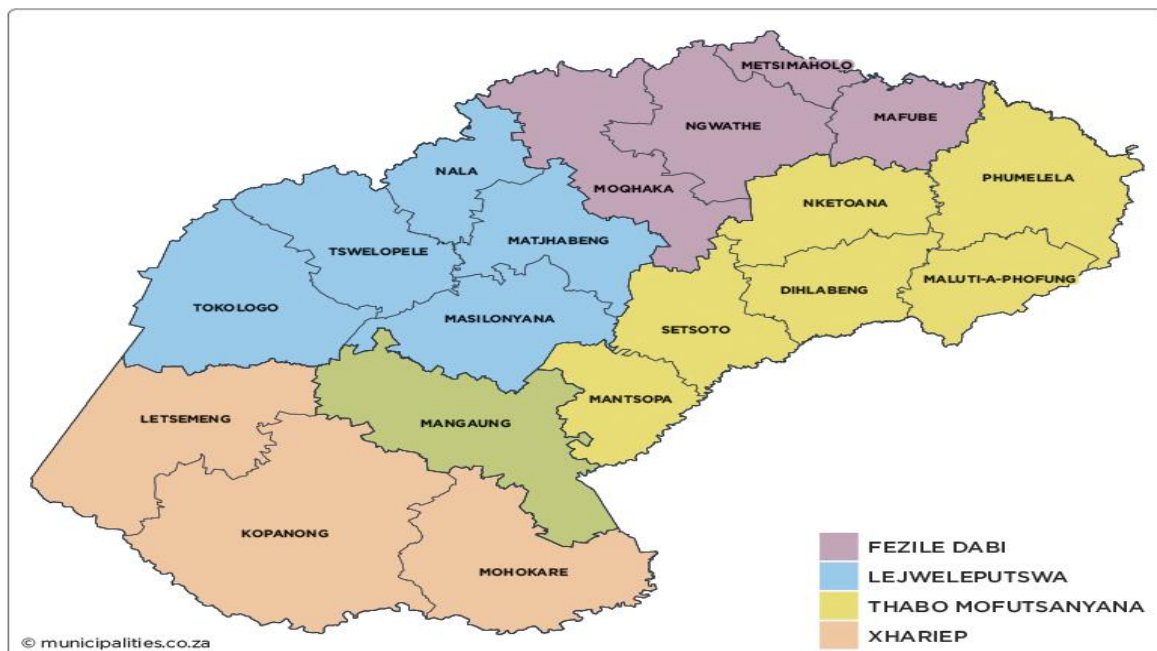 METSIMAHOLO
MAFUBE
NGWATHE
PHUMELELA
NALA
MOQHAKA
NKETOANA
MATJHABENG
TSWELOPELE
MALUTI-A-PHOFUNG
DIHLABENG
TOKOLOGO
MASILONYANA
SETSOTO
MANTSOPA
LETSEMENG
MANGAUNG
KOPANONG
MOHOKARE
FEZILE DABI
LEJWELEPUTSWA
THABO MOFUTSANYANA
XHARIEP
© municipalities.co.za